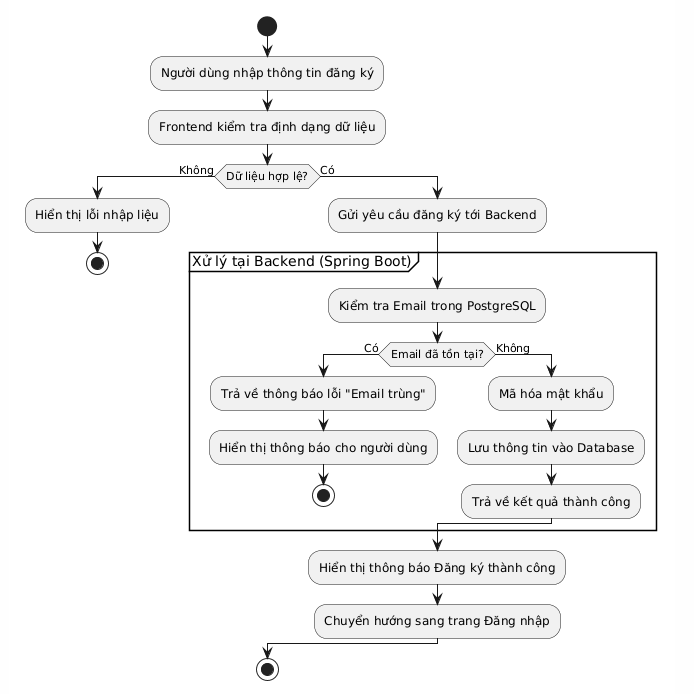 Người dùng nhập thông tin đăng ký
Frontend kiểm tra định dạng dữ liệu
Không
Dữ liệu hợp lệ?
Có
Hiển thị lỗi nhập liệu
Gửi yêu cầu đăng ký tới Backend
Xử lý tại Backend (Spring Boot)
Kiểm tra Email trong PostgreSQL
Có
Email đã tồn tại?
Không
Trả về thông báo lỗi "Email trùng"
Mã hóa mật khẩu
Hiển thị thông báo cho người dùng
Lưu thông tin vào Database
Trả về kết quả thành công
Hiển thị thông báo Đăng ký thành công
Chuyển hướng sang trang Đăng nhập